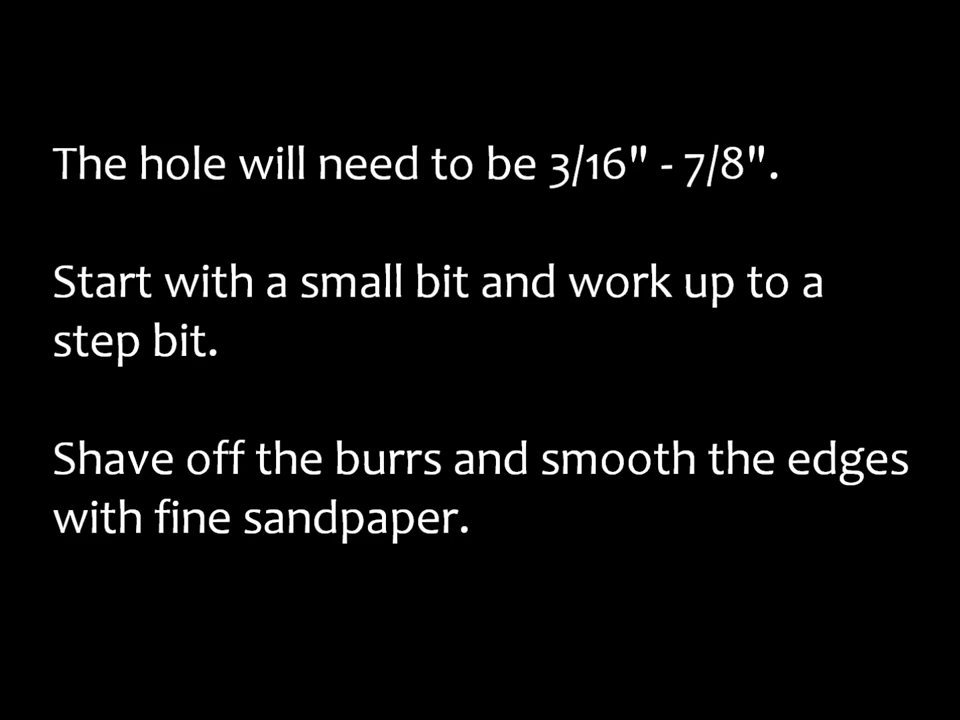 The hole will need to be 3/16" - 7/8".
Start with a small bit and work up to a
step bit.
Shave off the burrs and smooth the edges
with fine sandpaper.